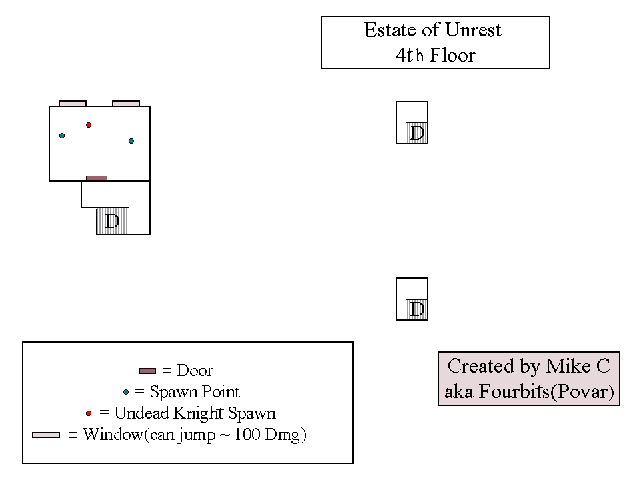 Estate of Unrest
4th Floor
D
D
D
= Door
= Spawn Point
= Undead Knight Spawn
= Window(can jump ~ 100 Dmg)
Created by Mike C
aka Fourbits(Povar)